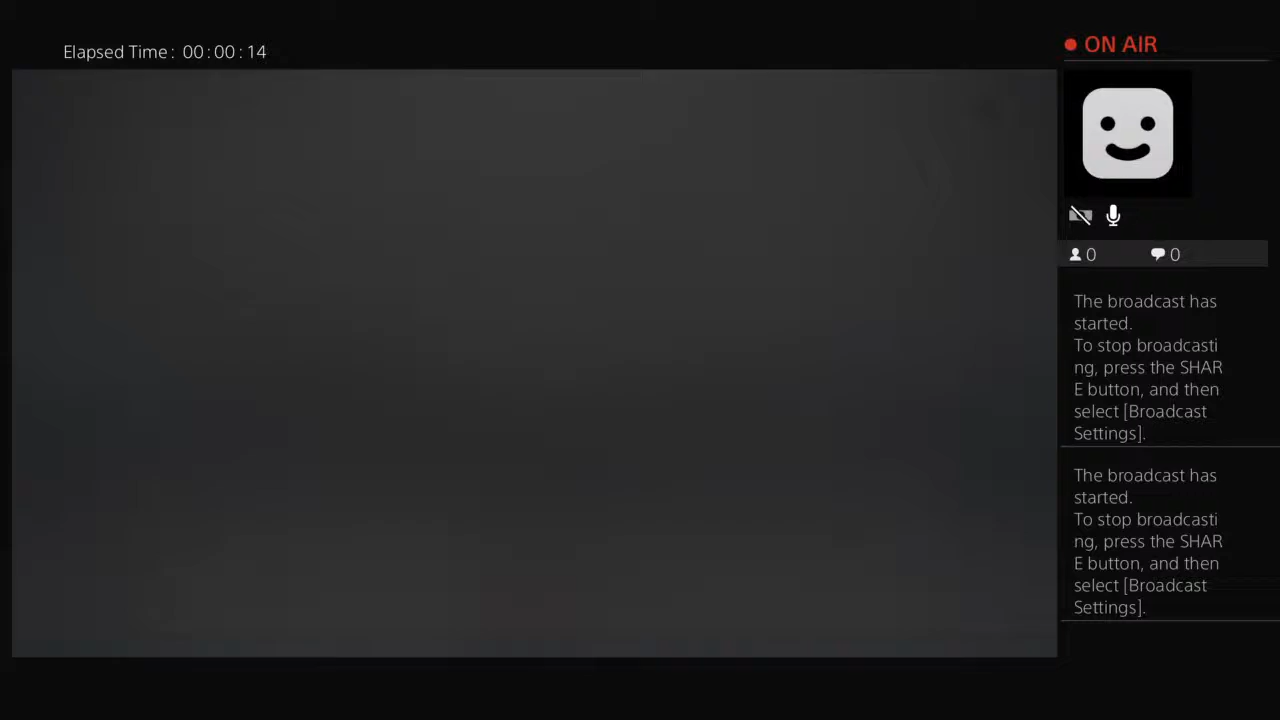 Elapsed Time: 00:00:14
ON AIR
0 0
The broadcast has
started.
To stop broadcasti
ng, press the SHAR
E button, and then
select [Broadcast
Settings].
The broadcast has
started.
To stop broadcasti
ng, press the SHAR
E button, and then
select [Broadcast
Settings].